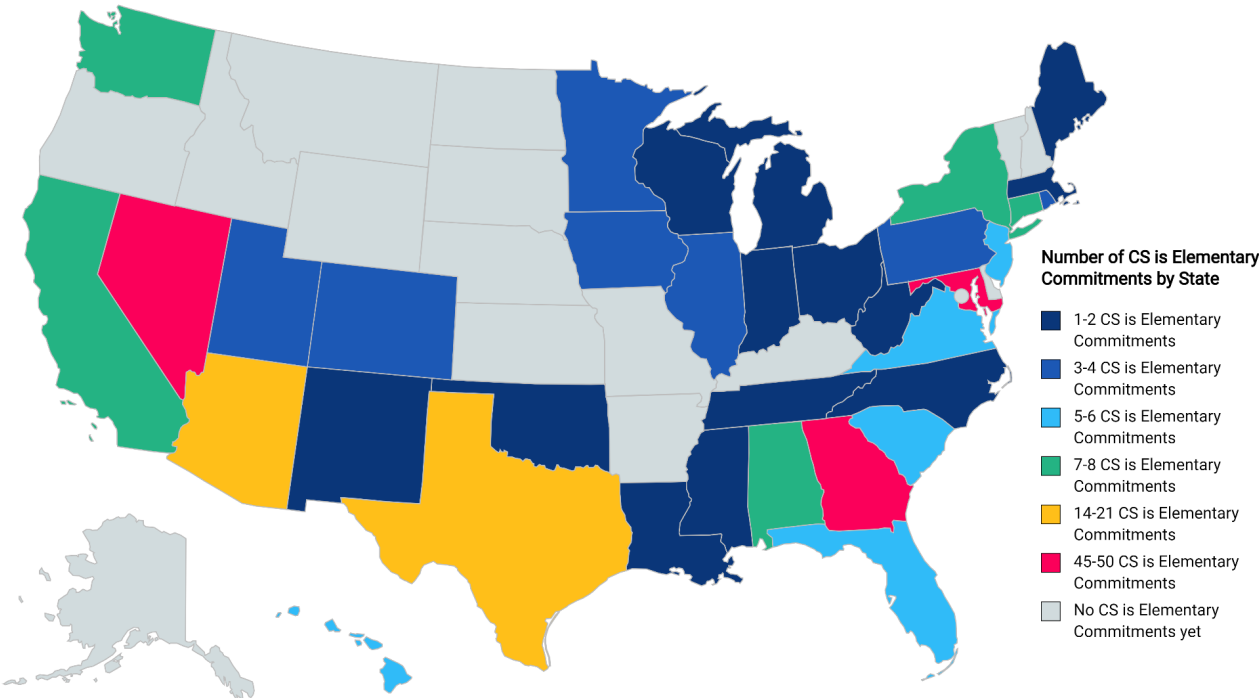 Number of CS is Elementary
Commitments by State
1-2 CS is Elementary
Commitments
3-4 CS is Elementary
Commitments
5-6 CS is Elementary
Commitments
7-8 CS is Elementary
Commitments
14-21 CS is Elementary
Commitments
45-50 CS is Elementary
Commitments
No CS is Elementary
Commitments yet